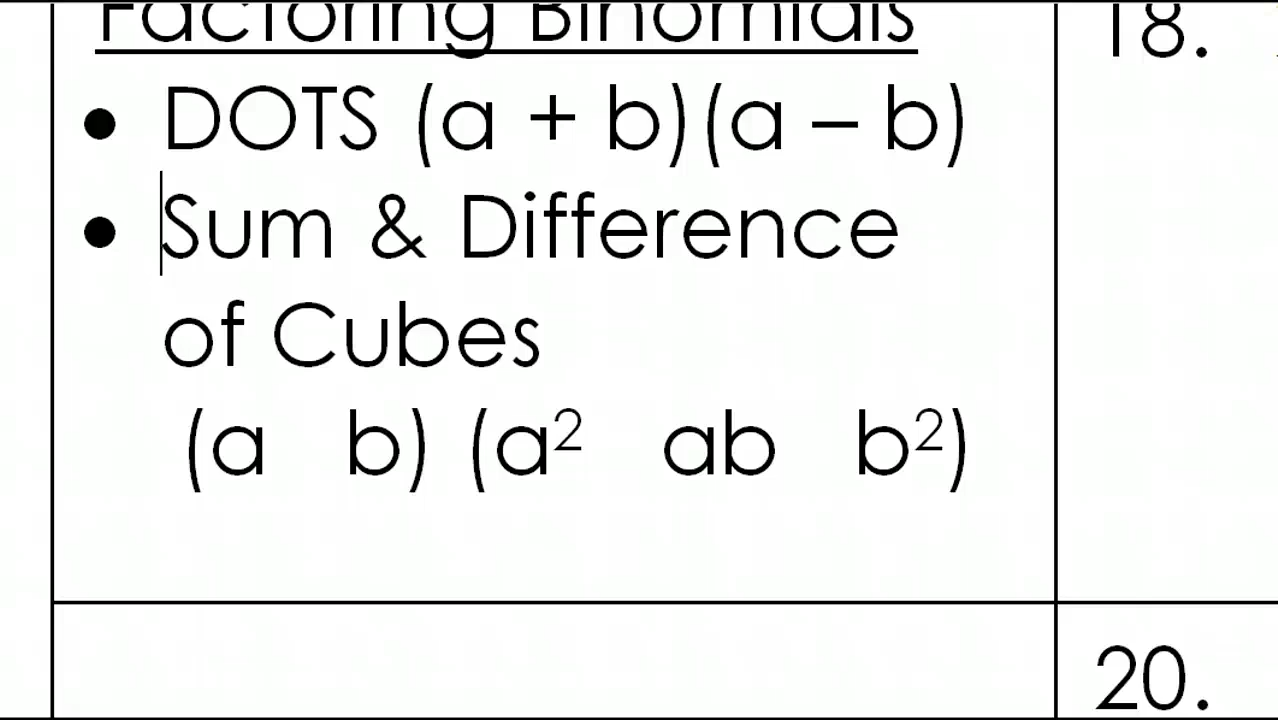 Factoring Binomials
• DOTS (a + b)(a – b)
• Sum & Difference
of Cubes
(a b) (a² ab b²)
18.
20.